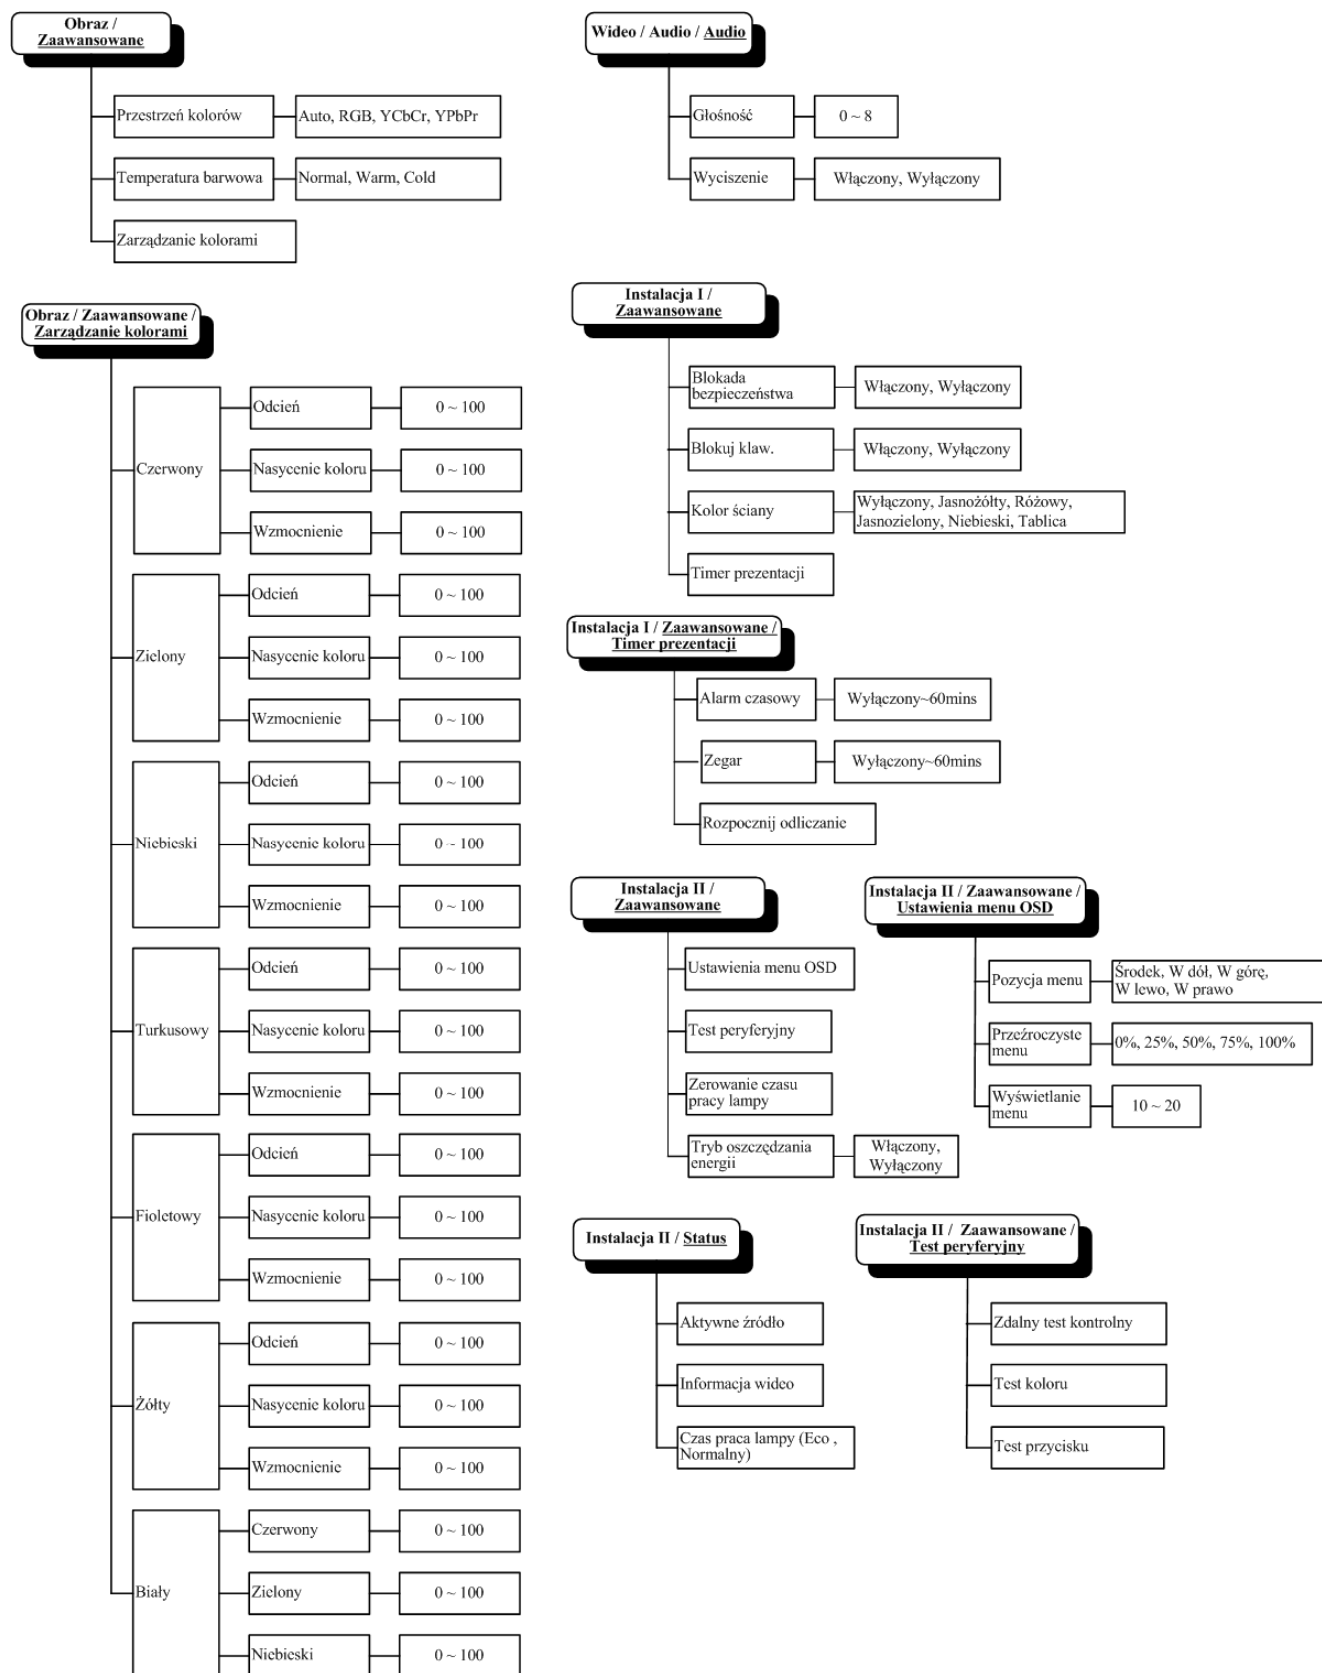 Obraz /
Zaawansowane
Przestrzeń kolorów
Auto, RGB, YCbCr, YPbPr
Temperatura barwowa
Normal, Warm, Cold
Zarządzanie kolorami
Obraz / Zaawansowane /
Zarządzanie kolorami
Czerwony
Odcień
0 ~ 100
Nasycenie koloru
0 ~ 100
Wzmocnienie
0 ~ 100
Zielony
Odcień
0 ~ 100
Nasycenie koloru
0 ~ 100
Wzmocnienie
0 ~ 100
Niebieski
Odcień
0 ~ 100
Nasycenie koloru
0 ~ 100
Wzmocnienie
0 ~ 100
Turkusowy
Odcień
0 ~ 100
Nasycenie koloru
0 ~ 100
Wzmocnienie
0 ~ 100
Fioletowy
Odcień
0 ~ 100
Nasycenie koloru
0 ~ 100
Wzmocnienie
0 ~ 100
Żółty
Odcień
0 ~ 100
Nasycenie koloru
0 ~ 100
Wzmocnienie
0 ~ 100
Biały
Czerwony
0 ~ 100
Zielony
0 ~ 100
Niebieski
0 ~ 100
Wideo / Audio / Audio
Głośność
0 ~ 8
Wyciszenie
Włączony, Wyłączony
Instalacja I /
Zaawansowane
Blokada
bezpieczeństwa
Włączony, Wyłączony
Blokuj klaw.
Włączony, Wyłączony
Kolor ściany
Wyłączony, Jasnożółty, Różowy,
Jasnozielony, Niebieski, Tablica
Timer prezentacji
Instalacja I / Zaawansowane /
Timer prezentacji
Alarm czasowy
Wyłączony~60mins
Zegar
Wyłączony~60mins
Rozpocznij odliczanie
Instalacja II /
Zaawansowane
Ustawienia menu OSD
Test peryferyjny
Zerowanie czasu
pracy lampy
Tryb oszczędzania
energii
Włączony,
Wyłączony
Instalacja II / Zaawansowane /
Ustawienia menu OSD
Pozycja menu
Środek, W dół, W górę,
W lewo, W prawo
Przeźroczyste
menu
0%, 25%, 50%, 75%, 100%
Wyświetlanie
menu
10 ~ 20
Instalacja II / Status
Aktywne źródło
Informacja wideo
Czas praca lampy (Eco ,
Normalny)
Instalacja II / Zaawansowane /
Test peryferyjny
Zdalny test kontrolny
Test koloru
Test przycisku